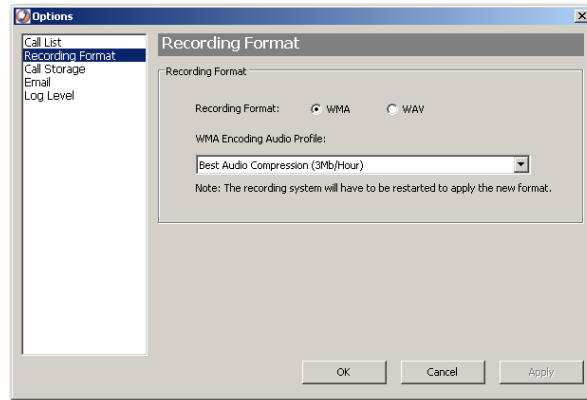 Options
Call List
Recording Format
Call Storage
Email
Log Level
Recording Format
Recording Format
Recording Format: WMA WAV
WMA Encoding Audio Profile:
Best Audio Compression (3Mb/Hour)
Note: The recording system will have to be restarted to apply the new format.
OK Cancel Apply